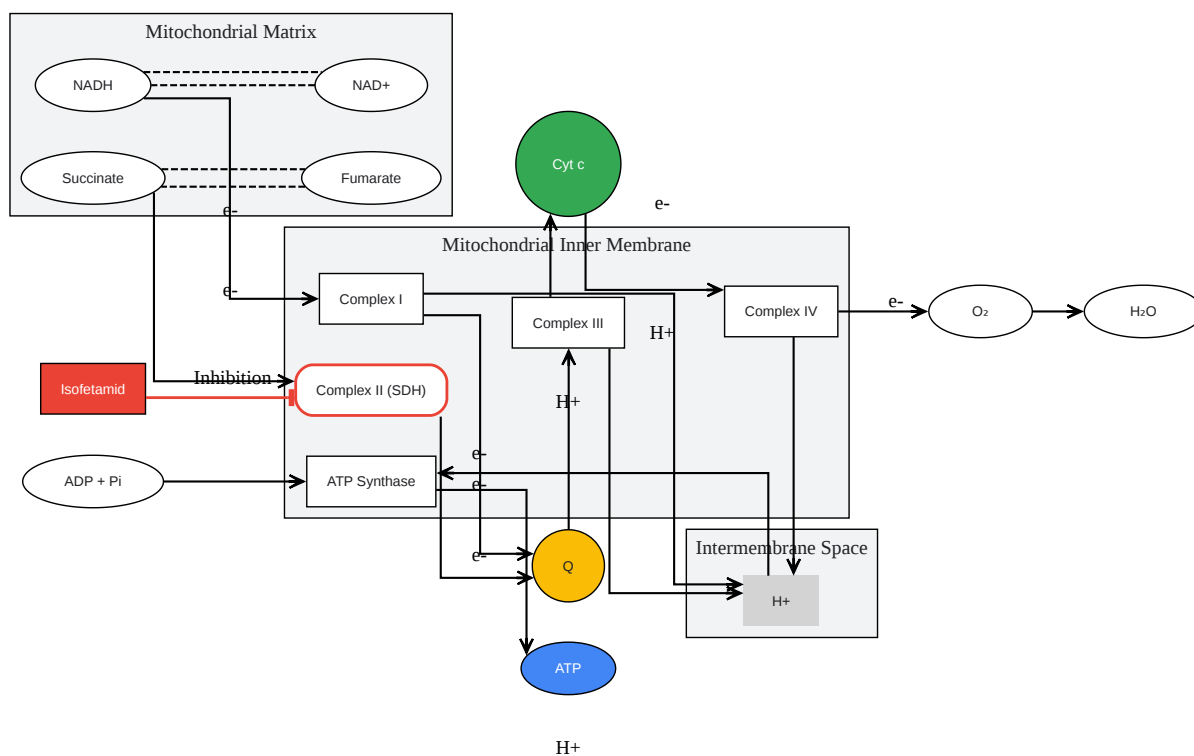 Mitochondrial Matrix
NADH
NAD+
Cyt c
Succinate
Fumarate
e-
e-
Mitochondrial Inner Membrane
e-
Complex I
Complex III
Complex IV
e-
O₂
H₂O
H+
Isofetamid
Inhibition
Complex II (SDH)
H+
e-
ADP + Pi
ATP Synthase
e-
e-
Intermembrane Space
Q
H+
ATP
H+